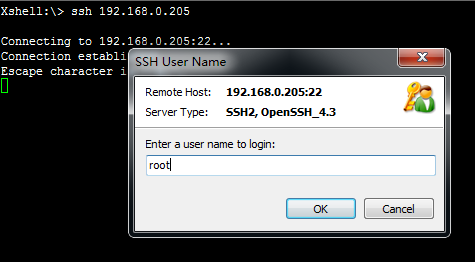 Xshell:\> ssh 192.168.0.205
Connecting to 192.168.0.205:22...
Connection establi
Escape character i
SSH User Name
Remote Host: 192.168.0.205:22
Server Type: SSH2, OpenSSH_4.3
Enter a user name to login:
root
OK Cancel